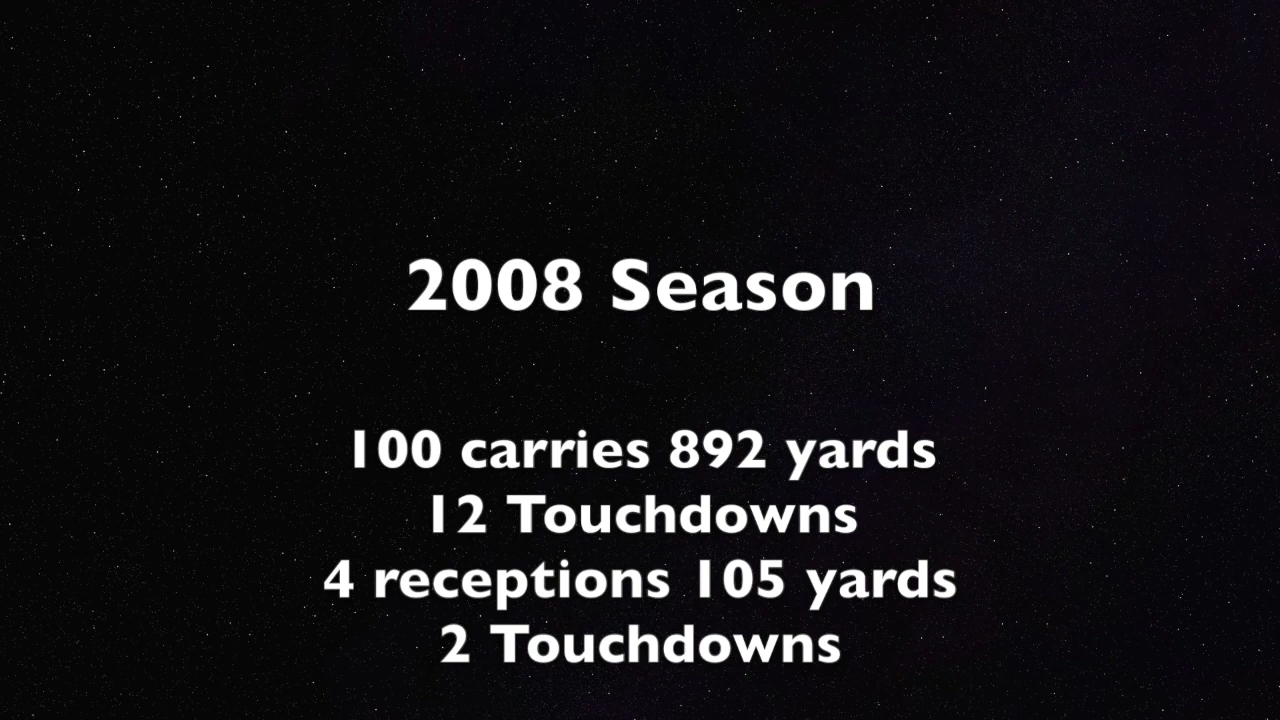 2008 Season
100 carries 892 yards
12 Touchdowns
4 receptions 105 yards
2 Touchdowns